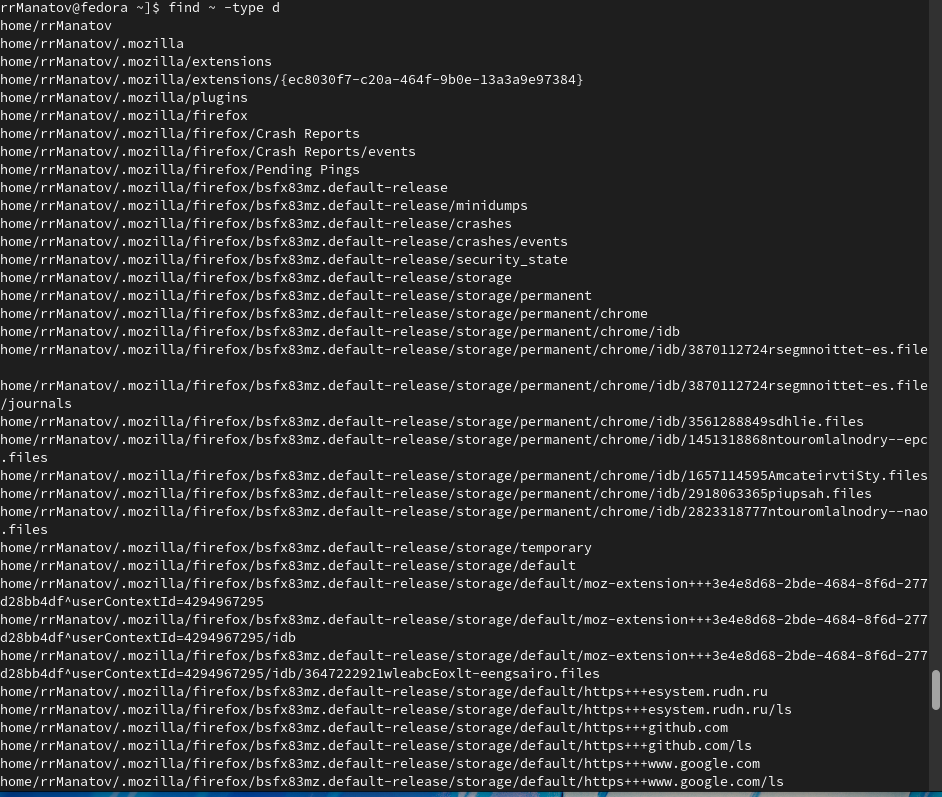 rrManatov@fedora ~]$ find ~ -type d
home/rrManatov
home/rrManatov/.mozilla
home/rrManatov/.mozilla/extensions
home/rrManatov/.mozilla/extensions/{ec8030f7-c20a-464f-9b0e-13a3a9e97384}
home/rrManatov/.mozilla/plugins
home/rrManatov/.mozilla/firefox
home/rrManatov/.mozilla/firefox/Crash Reports
home/rrManatov/.mozilla/firefox/Crash Reports/events
home/rrManatov/.mozilla/firefox/Pending Pings
home/rrManatov/.mozilla/firefox/bsfx83mz.default-release
home/rrManatov/.mozilla/firefox/bsfx83mz.default-release/minidumps
home/rrManatov/.mozilla/firefox/bsfx83mz.default-release/crashes
home/rrManatov/.mozilla/firefox/bsfx83mz.default-release/crashes/events
home/rrManatov/.mozilla/firefox/bsfx83mz.default-release/security_state
home/rrManatov/.mozilla/firefox/bsfx83mz.default-release/storage
home/rrManatov/.mozilla/firefox/bsfx83mz.default-release/storage/permanent
home/rrManatov/.mozilla/firefox/bsfx83mz.default-release/storage/permanent/chrome
home/rrManatov/.mozilla/firefox/bsfx83mz.default-release/storage/permanent/chrome/idb
home/rrManatov/.mozilla/firefox/bsfx83mz.default-release/storage/permanent/chrome/idb/3870112724rsegmnoittet-es.file
home/rrManatov/.mozilla/firefox/bsfx83mz.default-release/storage/permanent/chrome/idb/3870112724rsegmnoittet-es.file
/journals
home/rrManatov/.mozilla/firefox/bsfx83mz.default-release/storage/permanent/chrome/idb/3561288849sdhlie.files
home/rrManatov/.mozilla/firefox/bsfx83mz.default-release/storage/permanent/chrome/idb/1451318868ntouromlalnodry--epc
.files
home/rrManatov/.mozilla/firefox/bsfx83mz.default-release/storage/permanent/chrome/idb/1657114595AmcateirvtiSty.files
home/rrManatov/.mozilla/firefox/bsfx83mz.default-release/storage/permanent/chrome/idb/2918063365piupsah.files
home/rrManatov/.mozilla/firefox/bsfx83mz.default-release/storage/permanent/chrome/idb/2823318777ntouromlalnodry--nao
.files
home/rrManatov/.mozilla/firefox/bsfx83mz.default-release/storage/temporary
home/rrManatov/.mozilla/firefox/bsfx83mz.default-release/storage/default
home/rrManatov/.mozilla/firefox/bsfx83mz.default-release/storage/default/moz-extension+++3e4e8d68-2bde-4684-8f6d-277
d28bb4df^userContextId=4294967295
home/rrManatov/.mozilla/firefox/bsfx83mz.default-release/storage/default/moz-extension+++3e4e8d68-2bde-4684-8f6d-277
d28bb4df^userContextId=4294967295/idb
home/rrManatov/.mozilla/firefox/bsfx83mz.default-release/storage/default/moz-extension+++3e4e8d68-2bde-4684-8f6d-277
d28bb4df^userContextId=4294967295/idb/3647222921wleabcEoxlt-eengsairo.files
home/rrManatov/.mozilla/firefox/bsfx83mz.default-release/storage/default/https+++esystem.rudn.ru
home/rrManatov/.mozilla/firefox/bsfx83mz.default-release/storage/default/https+++esystem.rudn.ru/ls
home/rrManatov/.mozilla/firefox/bsfx83mz.default-release/storage/default/https+++github.com
home/rrManatov/.mozilla/firefox/bsfx83mz.default-release/storage/default/https+++github.com/ls
home/rrManatov/.mozilla/firefox/bsfx83mz.default-release/storage/default/https+++www.google.com
home/rrManatov/.mozilla/firefox/bsfx83mz.default-release/storage/default/https+++www.google.com/ls